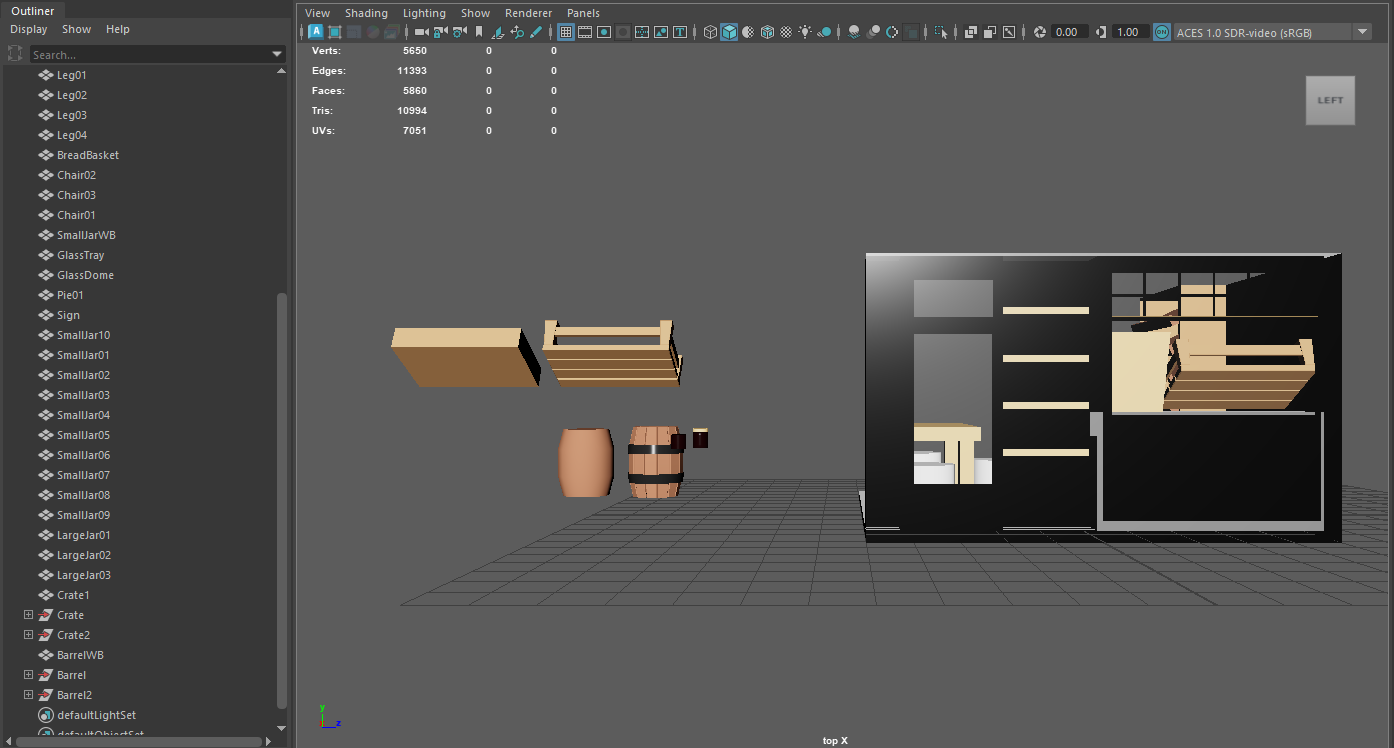 Outliner
Display Show Help
Search...
Leg01
Leg02
Leg03
Leg04
BreadBasket
Chair02
Chair03
Chair01
SmallJarWB
GlassTray
GlassDome
Pie01
Sign
SmallJar10
SmallJar01
SmallJar02
SmallJar03
SmallJar04
SmallJar05
SmallJar06
SmallJar07
SmallJar08
SmallJar09
LargeJar01
LargeJar02
LargeJar03
Crate1
Crate
Crate2
BarrelWB
Barrel
Barrel2
defaultLightSet
defaultObjectSet
View Shading Lighting Show Renderer Panels
0.00 1.00 ON ACES 1.0 SDR-video (sRGB)
Verts: 5650 0 0
Edges: 11393 0 0
Faces: 5860 0 0
Tris: 10994 0 0
UVs: 7051 0 0
LEFT
y
z
top X